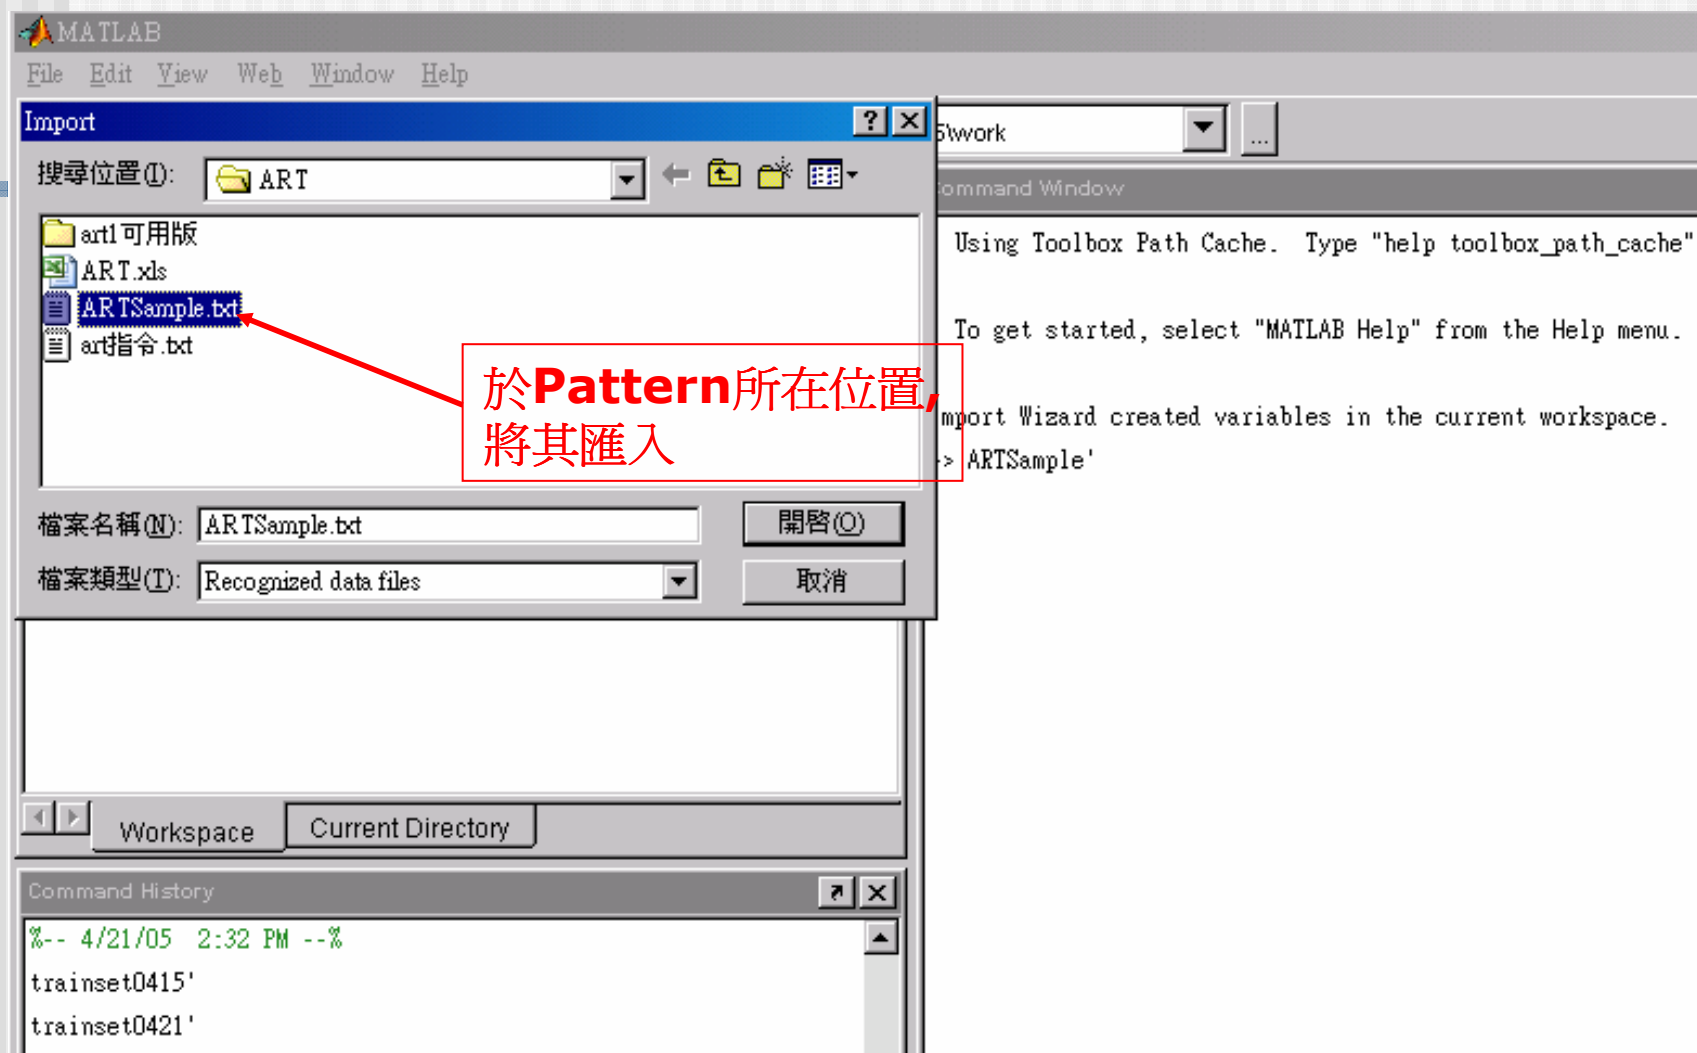 MATLAB
File Edit View Web Window Help
Import
搜尋位置(I): ART
art1可用版
ART.xls
ARTSample.txt
art指令.txt
於Pattern所在位置,
將其匯入
檔案名稱(N): ARTSample.txt 開啓(O)
檔案類型(T): Recognized data files 取消
\work
...
ommand Window
Using Toolbox Path Cache. Type "help toolbox_path_cache"
To get started, select "MATLAB Help" from the Help menu.
mport Wizard created variables in the current workspace.
> ARTSample'
Workspace Current Directory
Command History
%-- 4/21/05 2:32 PM --%
trainset0415'
trainset0421'